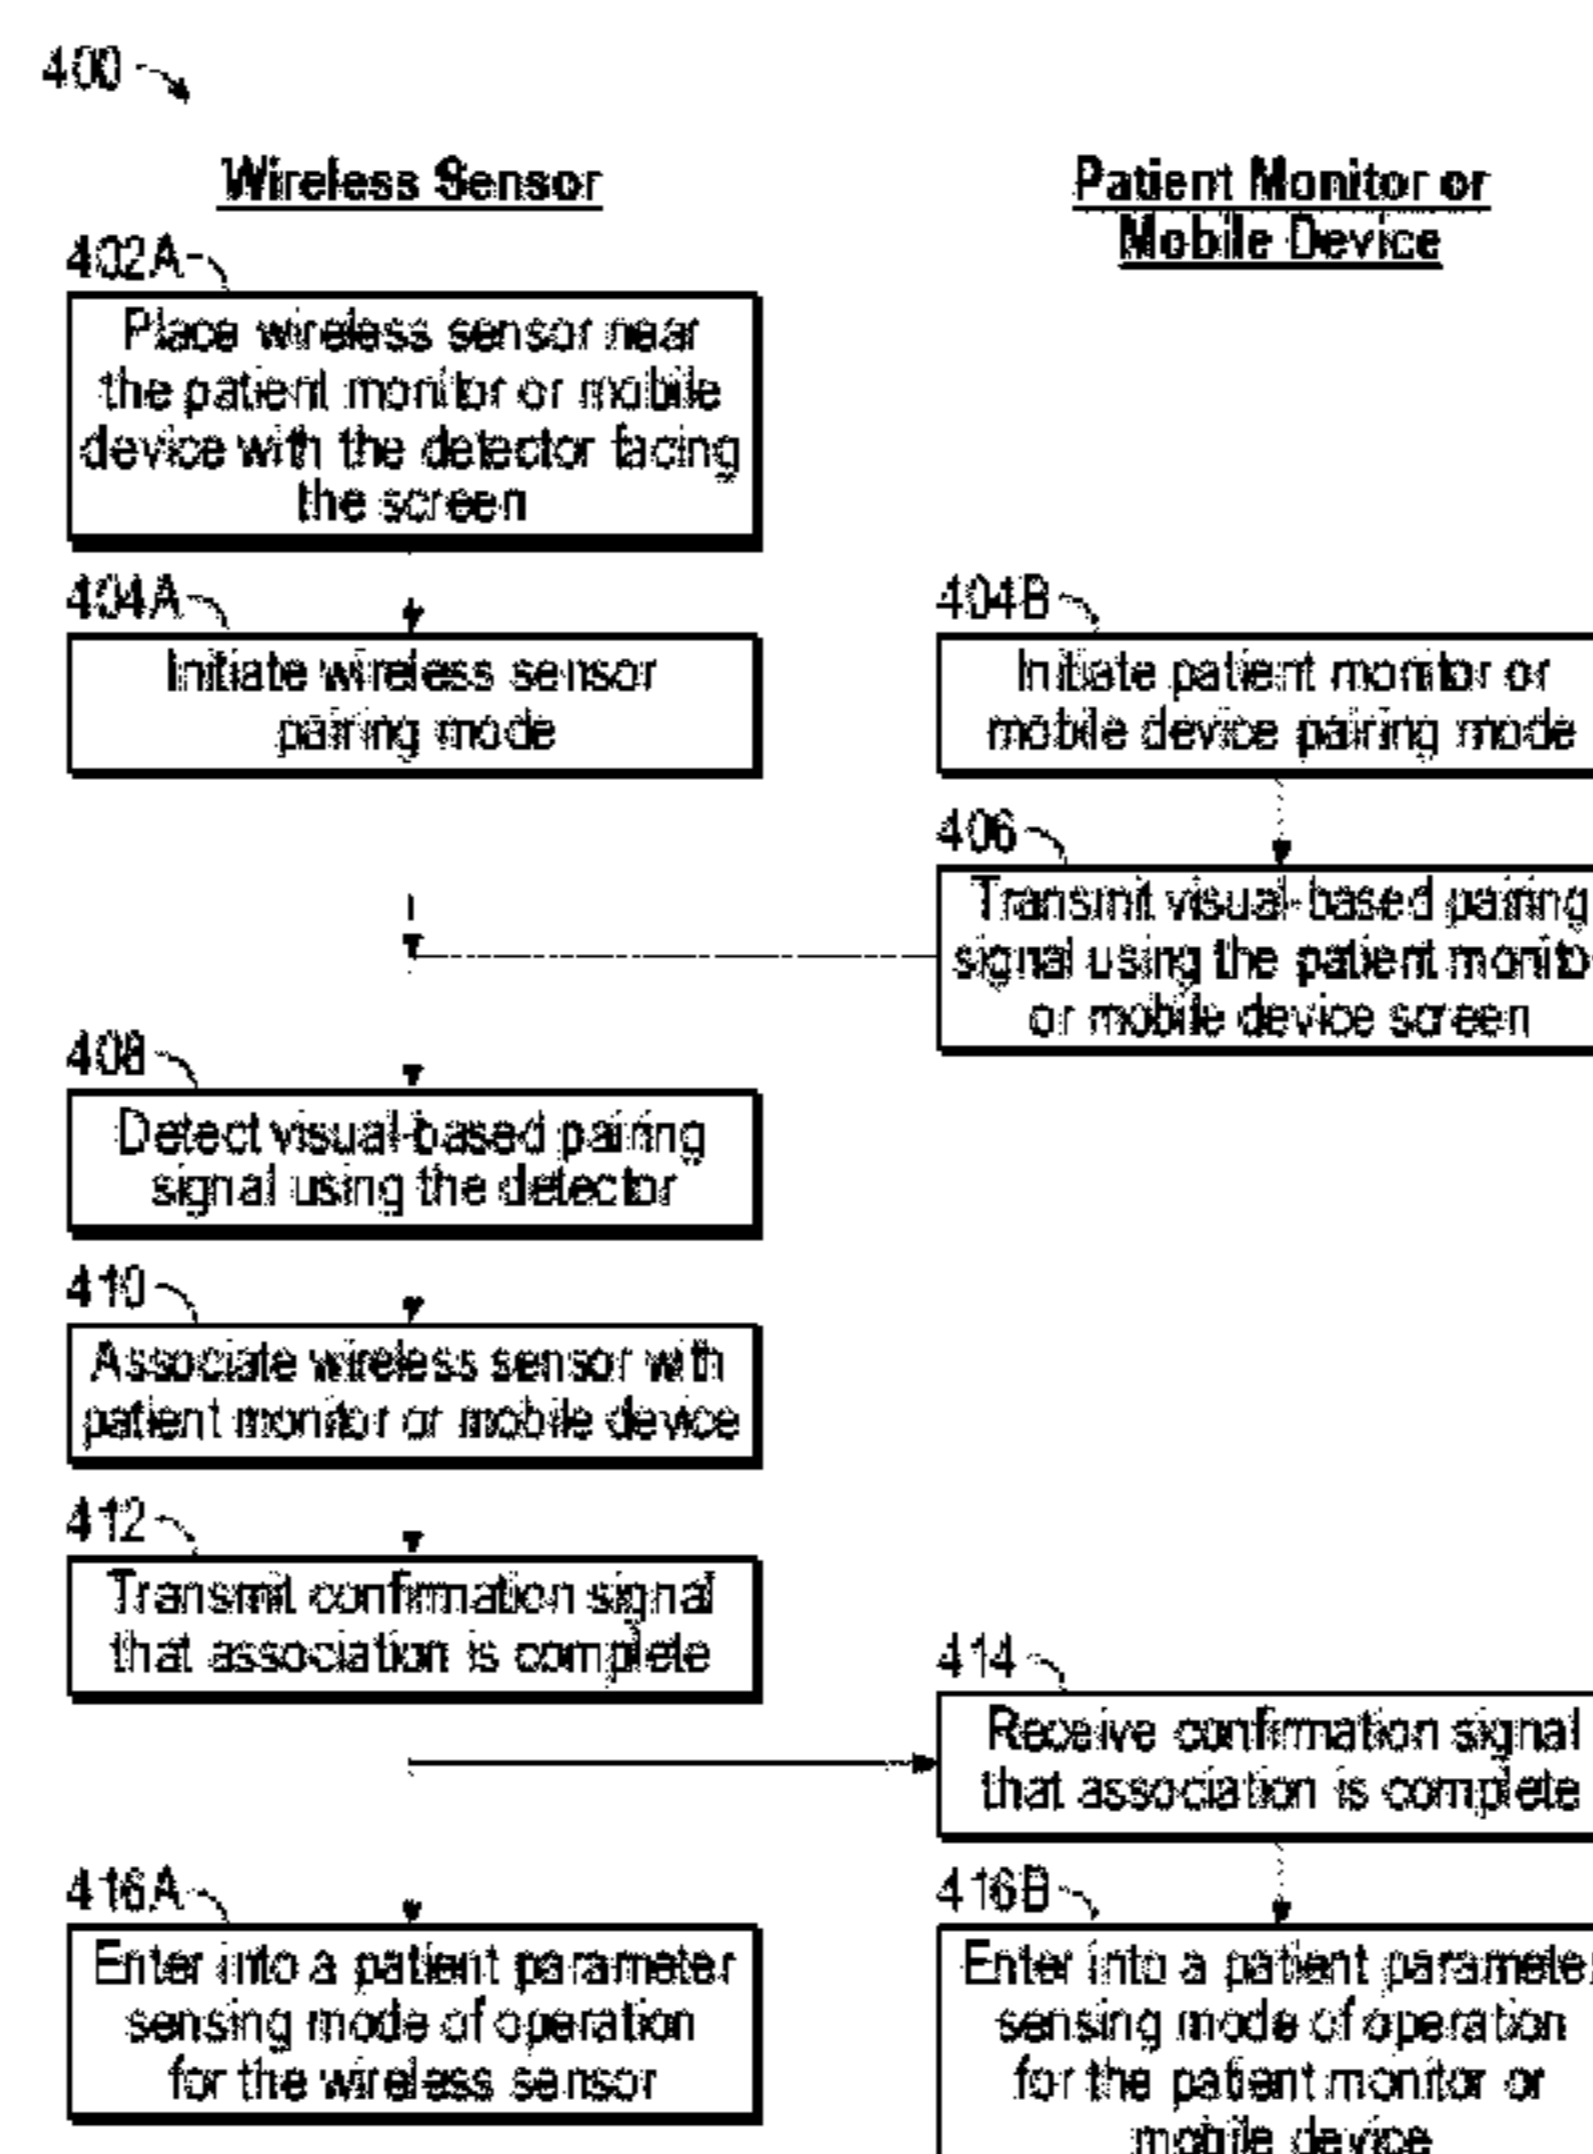 400
Wireless Sensor
Patient Monitor or
Mobile Device
402A
Place wireless sensor near
the patient monitor or mobile
device with the detector facing
the screen
404A
Initiate wireless sensor
pairing mode
404B
Initiate patient monitor or
mobile device pairing mode
406
Transmit visual-based pairing
signal using the patient monitor
or mobile device screen
408
Detect visual-based pairing
signal using the detector
410
Associate wireless sensor with
patient monitor or mobile device
412
Transmit confirmation signal
that association is complete
414
Receive confirmation signal
that association is complete
416A
Enter into a patient parameter
sensing mode of operation
for the wireless sensor
416B
Enter into a patient parameter
sensing mode of operation
for the patient monitor or
mobile device